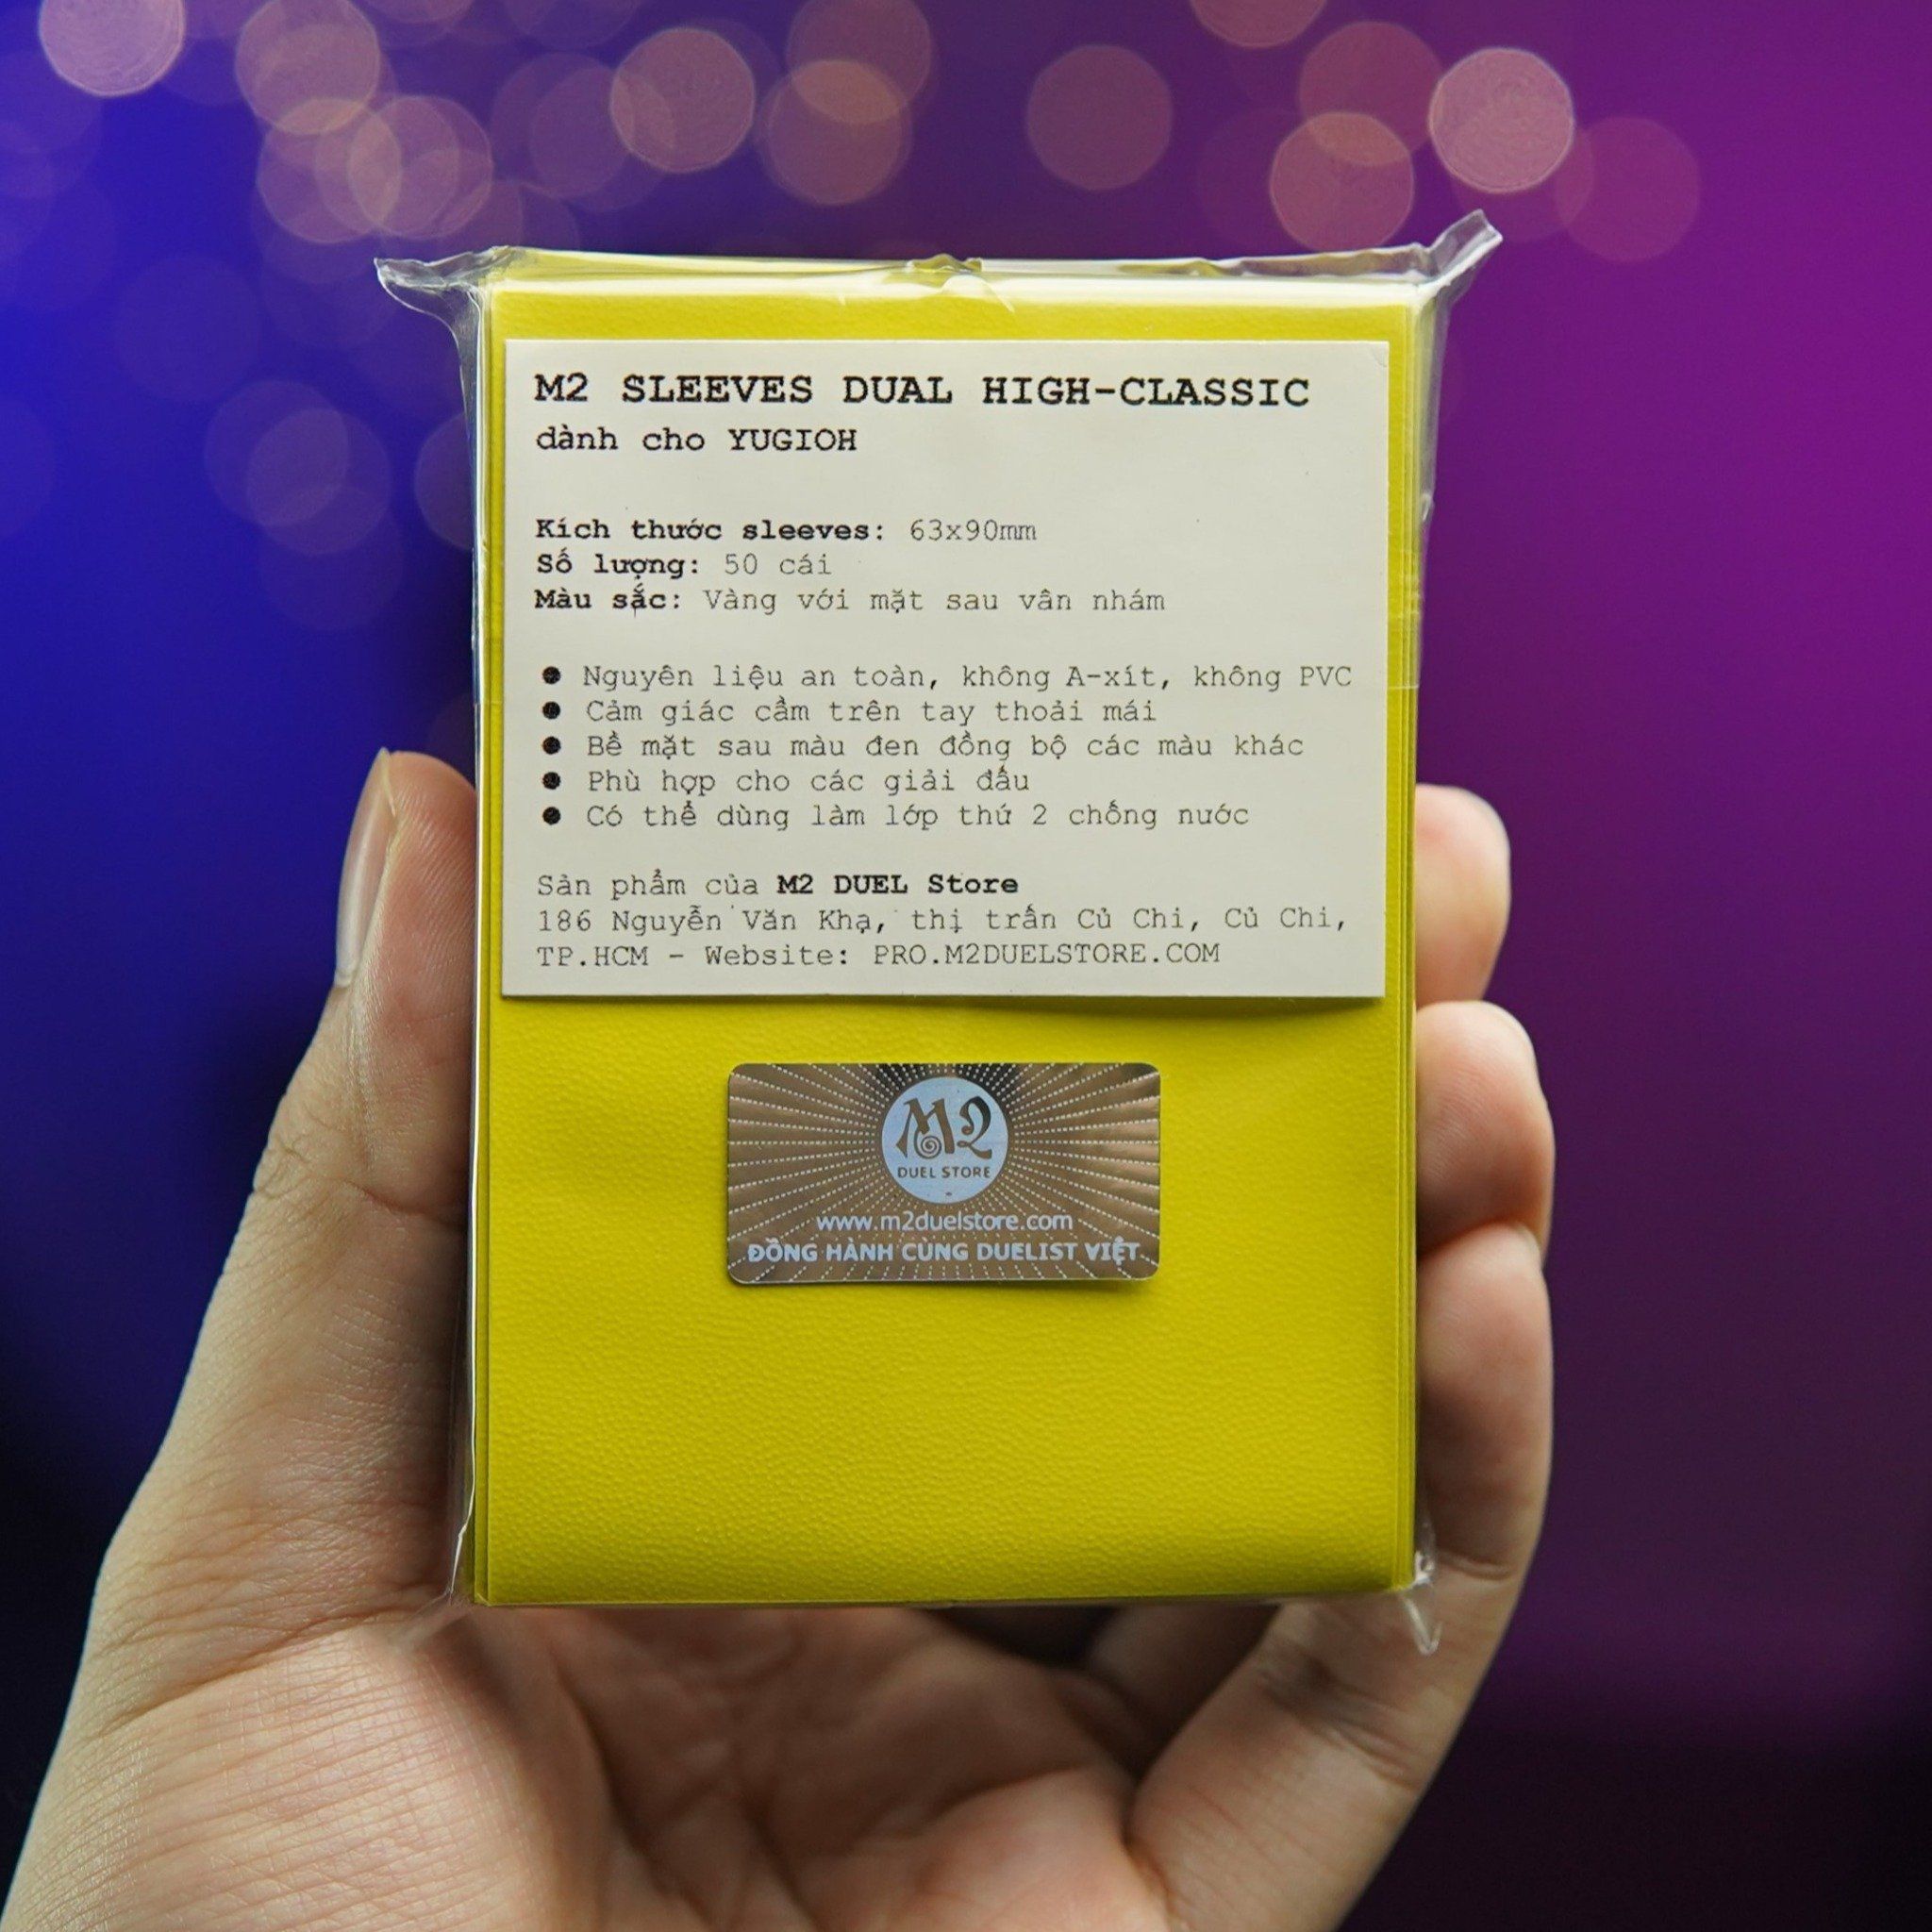 M2 SLEEVES DUAL HIGH-CLASSIC
dành cho YUGIOH
Kích thước sleeves: 63x90mm
Số lượng: 50 cái
Màu sắc: Vàng với mặt sau vân nhám
● Nguyên liệu an toàn, không A-xít, không PVC
● Cảm giác cầm trên tay thoải mái
● Bề mặt sau màu đen đồng bộ các màu khác
● Phù hợp cho các giải đấu
● Có thể dùng làm lớp thứ 2 chống nước
Sản phẩm của M2 DUEL Store
186 Nguyễn Văn Khạ, thị trấn Củ Chi, Củ Chi,
TP.HCM - Website: PRO.M2DUELSTORE.COM
M2
DUEL STORE
www.m2duelstore.com
ĐỒNG HÀNH CÙNG DUELIST VIỆT